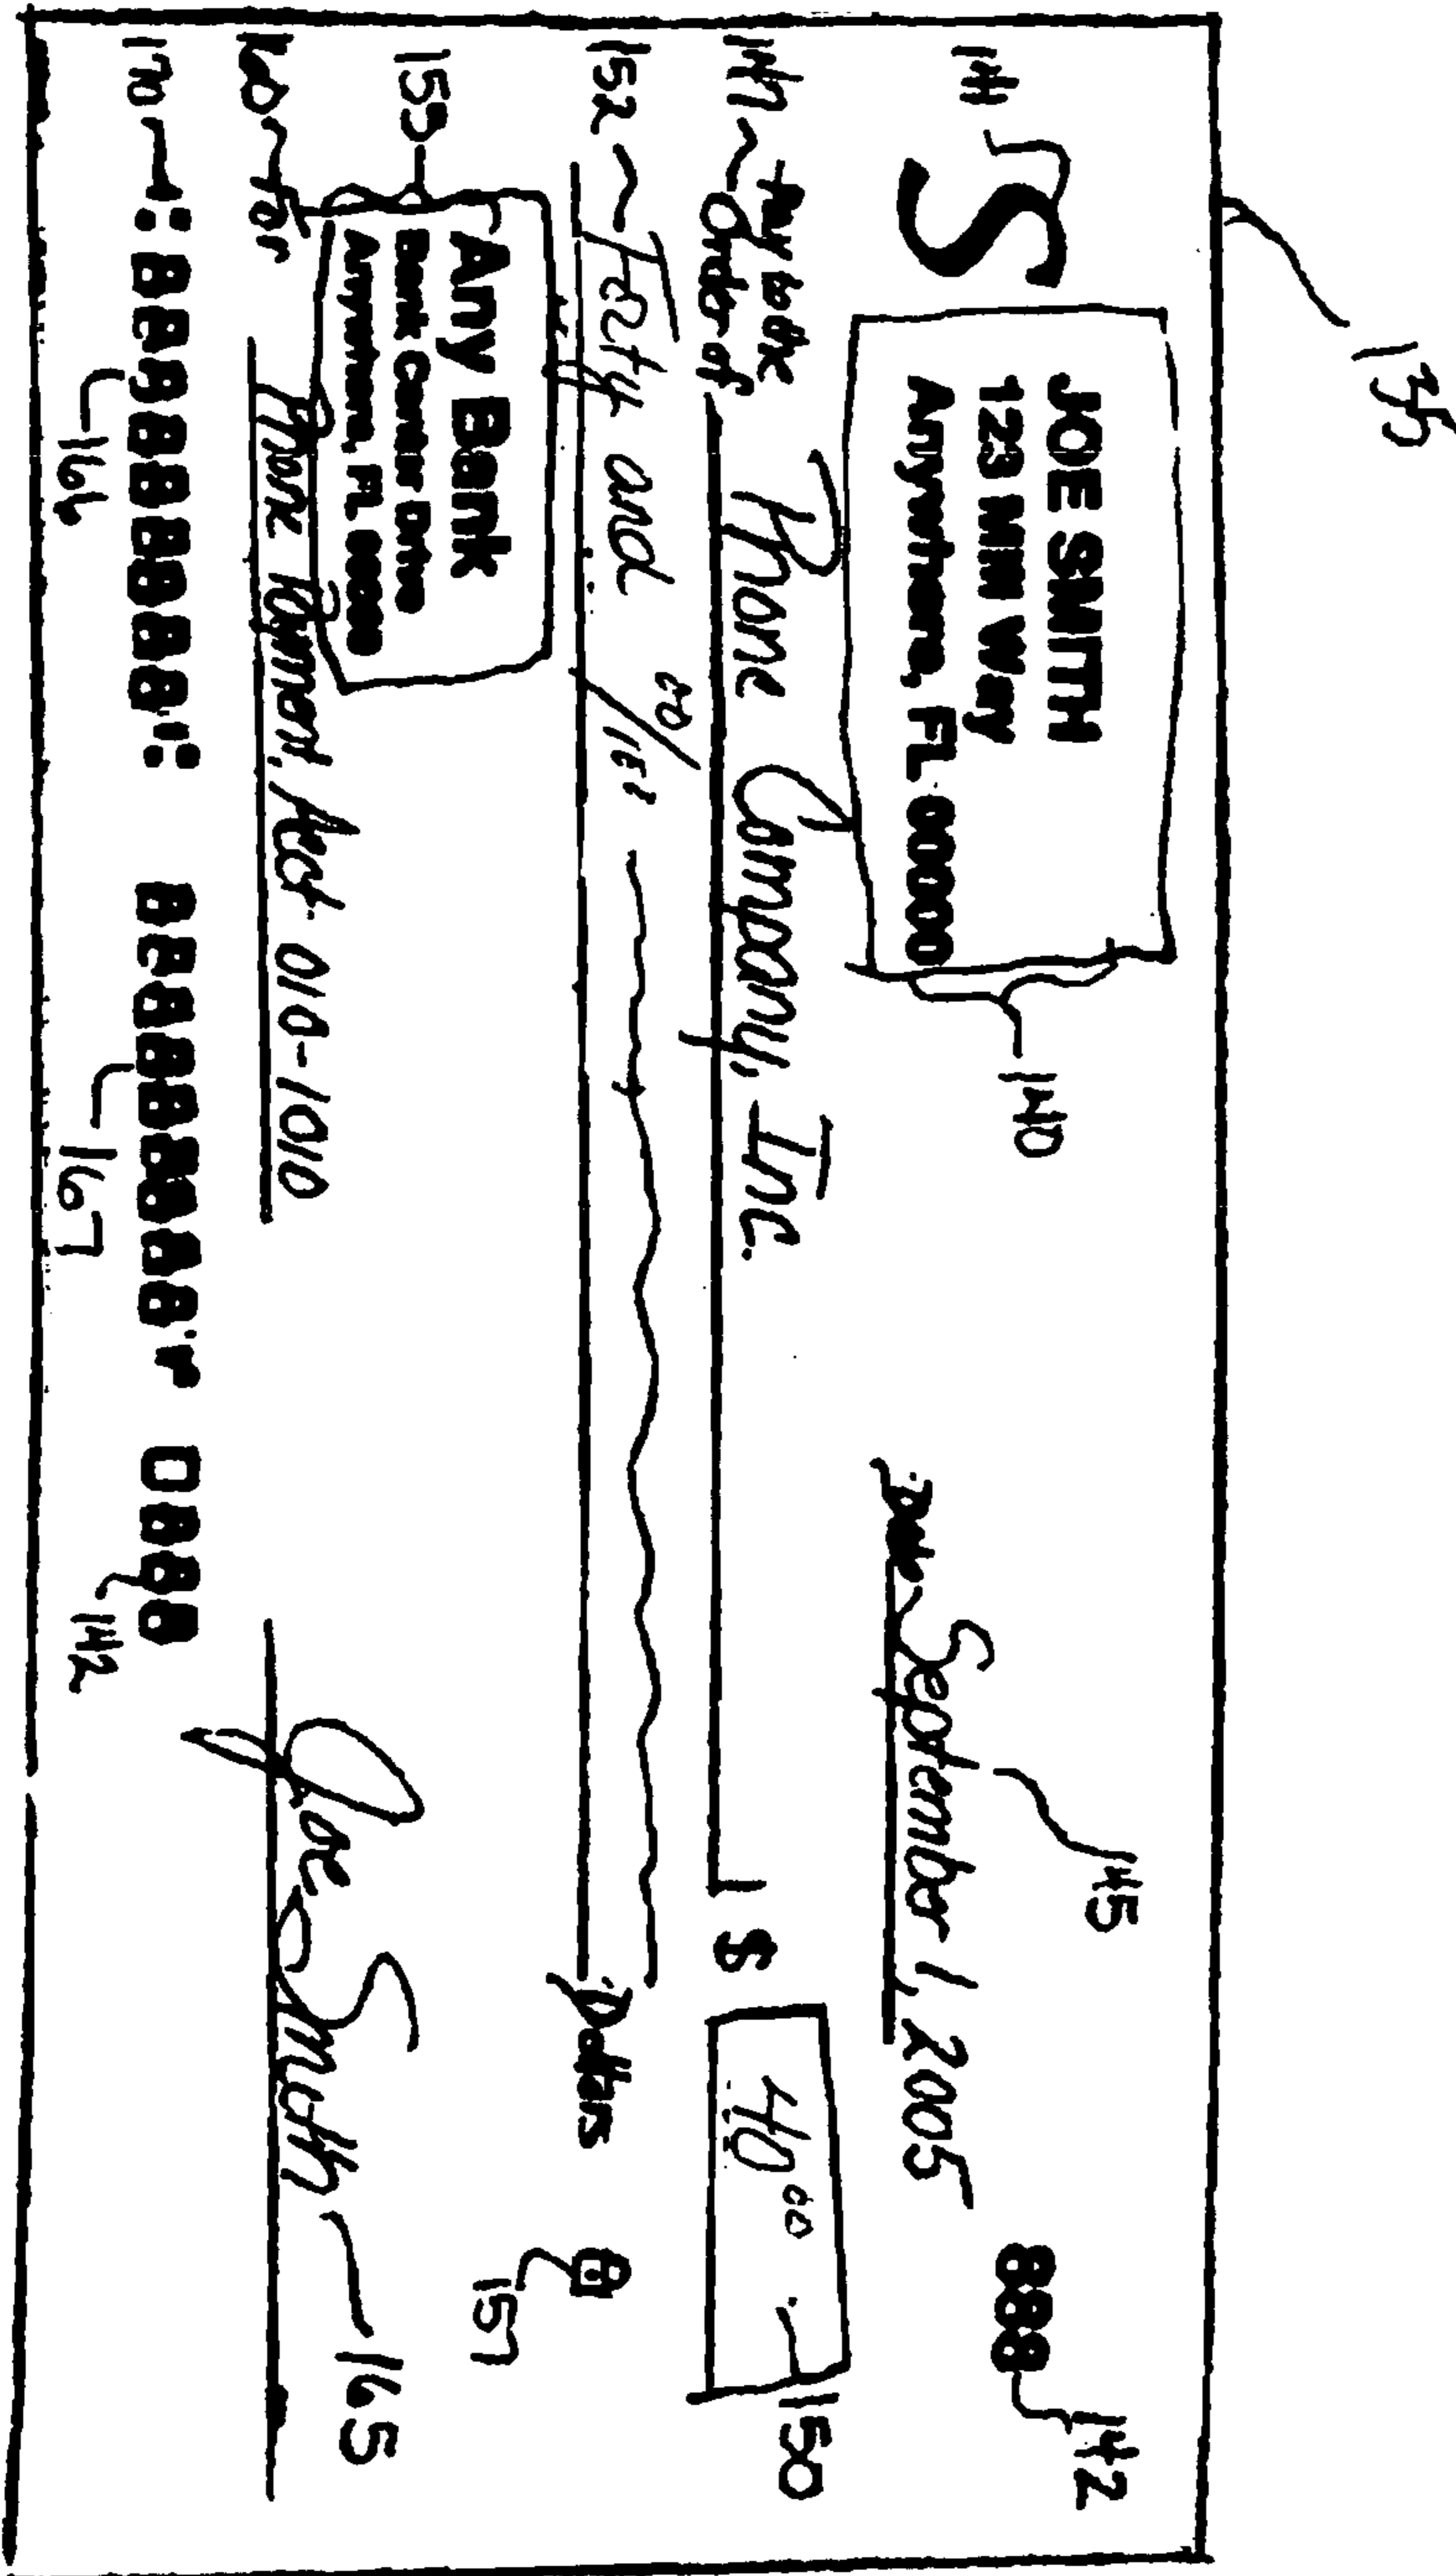 135
141 S
JOE SMITH
123 MIM Way
Anywhere, FL 00000
140
888 142
145
Date September 1, 2005
147 Pay to the
Order of Phone Company, Inc. $ 40 00 150
152 Forty and 00/100 Dollars
157
155 Any Bank
Bank Center Drive
Anywhere, FL 00000
160 For Phone Payment, Acct 010-1010 Joe Smith 165
170 142
166 167